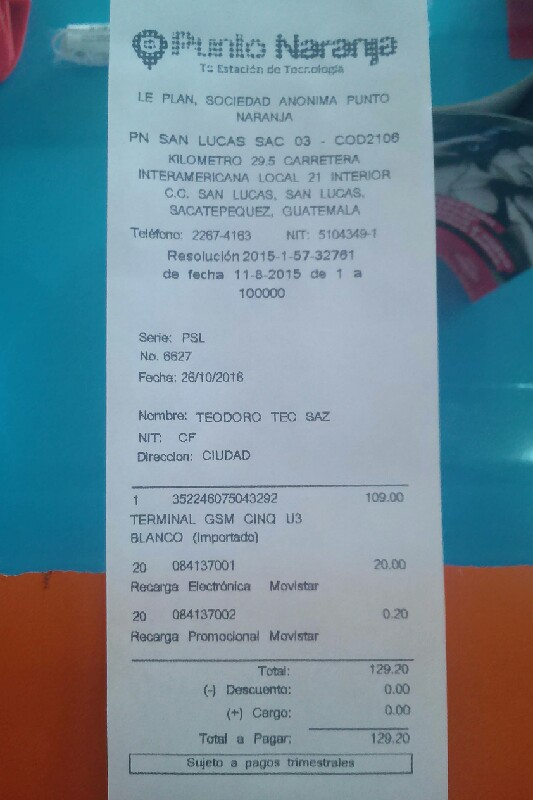 Punto Naranja
Tu Estación de Tecnología
LE PLAN, SOCIEDAD ANONIMA PUNTO
NARANJA
PN SAN LUCAS SAC 03 - COD2106
KILOMETRO 29.5 CARRETERA
INTERAMERICANA LOCAL 21 INTERIOR
C.C. SAN LUCAS, SAN LUCAS,
SACATEPEQUEZ, GUATEMALA
Teléfono: 2267-4163 NIT: 5104349-1
Resolución 2015-1-57-32761
de fecha 11-8-2015 de 1 a
100000
Serie: PSL
No. 6627
Fecha: 26/10/2016
Nombre: TEODORO TEC SAZ
NIT: CF
Direccion: CIUDAD
1 352246075043292 109.00
TERMINAL GSM CINQ U3
BLANCO (Importado)
20 084137001 20.00
Recarga Electrónica Movistar
20 084137002 0.20
Recarga Promocional Movistar
Total: 129.20
(-) Descuento: 0.00
(+) Cargo: 0.00
Total a Pagar: 129.20
Sujeto a pagos trimestrales